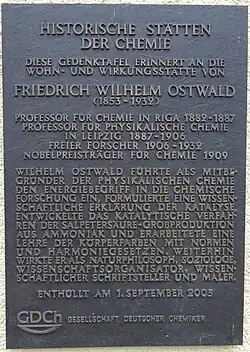 HISTORISCHE STÄTTEN
DER CHEMIE
DIESE GEDENKTAFEL ERINNERT AN DIE
WOHN- UND WIRKUNGSSTÄTTE VON
FRIEDRICH WILHELM OSTWALD
(1853-1932)
PROFESSOR FÜR CHEMIE IN RIGA 1882-1887
PROFESSOR FÜR PHYSIKALISCHE CHEMIE
IN LEIPZIG 1887-1906
FREIER FORSCHER 1906-1932
NOBELPREISTRÄGER FÜR CHEMIE 1909
WILHELM OSTWALD FÜHRTE ALS MITBE-
GRÜNDER DER PHYSIKALISCHEN CHEMIE
DEN ENERGIEBEGRIFF IN DIE CHEMISCHE
FORSCHUNG EIN, FORMULIERTE EINE WISSEN-
SCHAFTLICHE ERKLÄRUNG DER KATALYSE,
ENTWICKELTE DAS KATALYTISCHE VERFAH-
REN DER SALPETERSÄURE-GROßPRODUKTION
AUS AMMONIAK UND ERARBEITETE EINE
LEHRE DER KÖRPERFARBEN MIT NORMEN
UND HARMONIEGESETZEN. WEITERHIN
WIRKTE ER ALS NATURPHILOSOPH, SOZIOLOGE,
WISSENSCHAFTSORGANISATOR, WISSEN-
SCHAFTLICHER SCHRIFTSTELLER UND MALER.
ENTHÜLLT AM 1. SEPTEMBER 2005
GDCh GESELLSCHAFT DEUTSCHER CHEMIKER